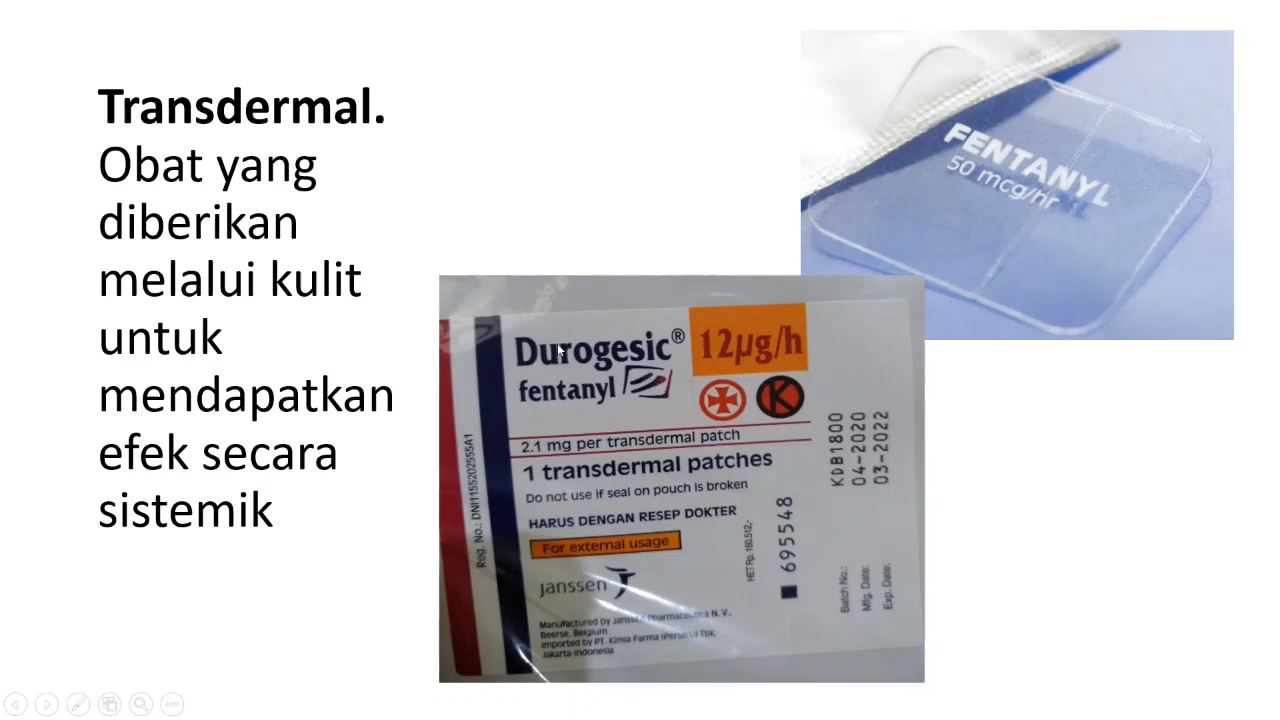 Transdermal.
Obat yang
diberikan
melalui kulit
untuk
mendapatkan
efek secara
sistemik
FENTANYL
50 mcg/hr
Durogesic®
fentanyl
12µg/h
K
2.1 mg per transdermal patch
1 transdermal patches
Do not use if seal on pouch is broken
HARUS DENGAN RESEP DOKTER
For external usage
janssen
Manufactured by Janssen Pharmaceutica N. V.,
Beerse, Belgium
Imported by PT. Kimia Farma (Persero) Tbk,
Jakarta-Indonesia
Reg. No.: DNI1155202555A1
HET Rp. 160.512,-
695548
Batch No.: KDB1800
Mfg. Date: 04-2020
Exp. Date: 03-2022